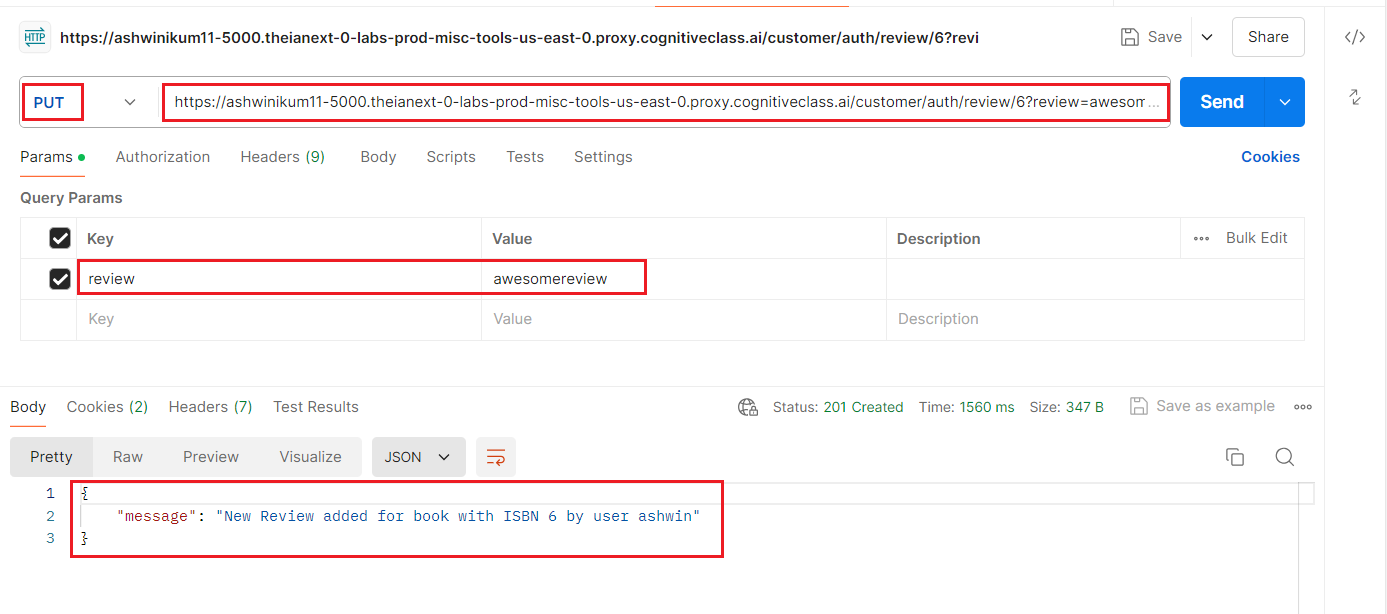 HTTP https://ashwinikum11-5000.theianext-0-labs-prod-misc-tools-us-east-0.proxy.cognitiveclass.ai/customer/auth/review/6?revi Save Share </>
PUT https://ashwinikum11-5000.theianext-0-labs-prod-misc-tools-us-east-0.proxy.cognitiveclass.ai/customer/auth/review/6?review=awesom ... Send
Params Authorization Headers (9) Body Scripts Tests Settings Cookies
Query Params
Key Value Description Bulk Edit
review awesomereview
Key Value Description
Body Cookies (2) Headers (7) Test Results Status: 201 Created Time: 1560 ms Size: 347 B Save as example
Pretty Raw Preview Visualize JSON
1 {
2 "message": "New Review added for book with ISBN 6 by user ashwin"
3 }